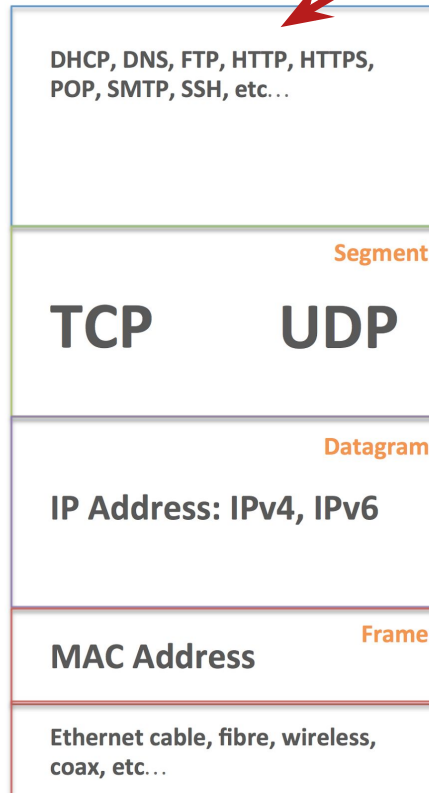 DHCP, DNS, FTP, HTTP, HTTPS,
POP, SMTP, SSH, etc...
Segment
TCP UDP
Datagram
IP Address: IPv4, IPv6
Frame
MAC Address
Ethernet cable, fibre, wireless,
coax, etc...